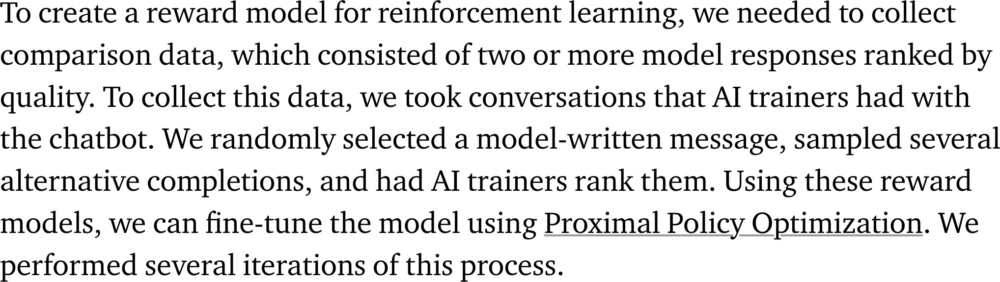 To create a reward model for reinforcement learning, we needed to collect
comparison data, which consisted of two or more model responses ranked by
quality. To collect this data, we took conversations that AI trainers had with
the chatbot. We randomly selected a model-written message, sampled several
alternative completions, and had AI trainers rank them. Using these reward
models, we can fine-tune the model using Proximal Policy Optimization. We
performed several iterations of this process.